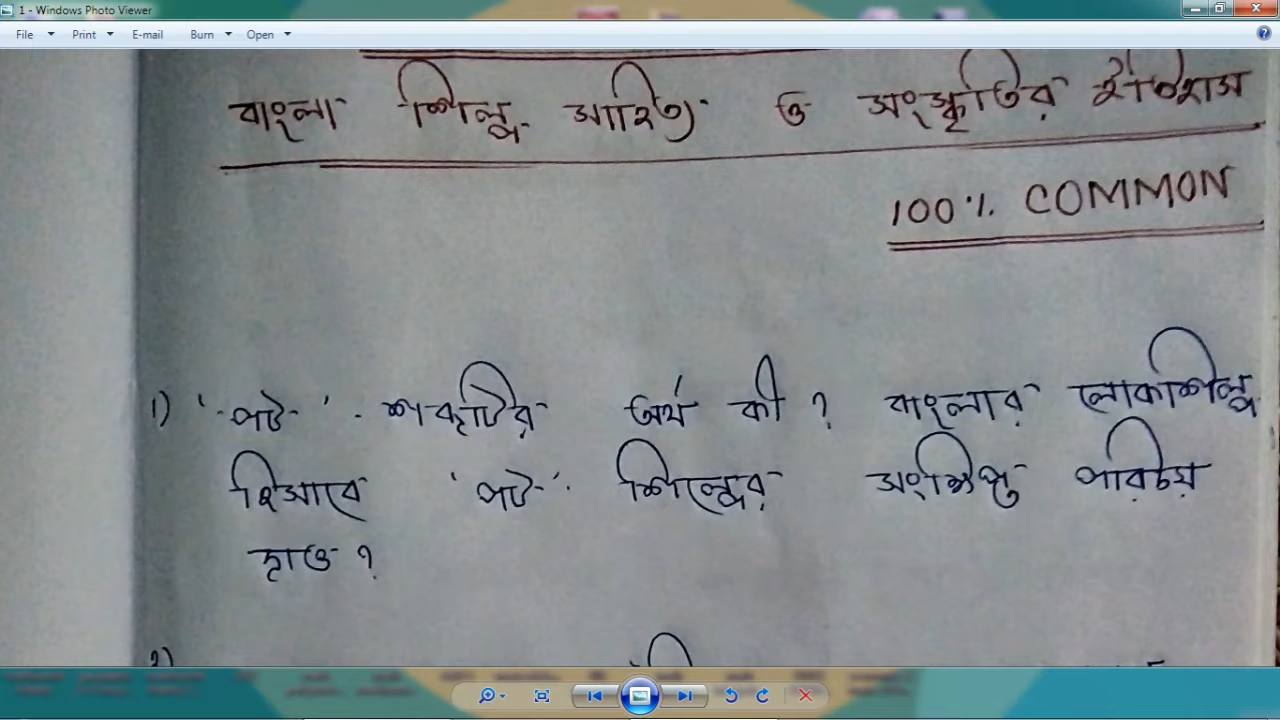 1 - Windows Photo Viewer
File Print E-mail Burn Open
বাংলা শিল্প সাহিত্য ও সংস্কৃতির ইতিহাস
100% COMMON
1) 'পট' শব্দটির অর্থ কী ? বাংলার লোকশিল্প
হিসাবে 'পট' শিল্পের সংক্ষিপ্ত পরিচয়
দাও ?
2)